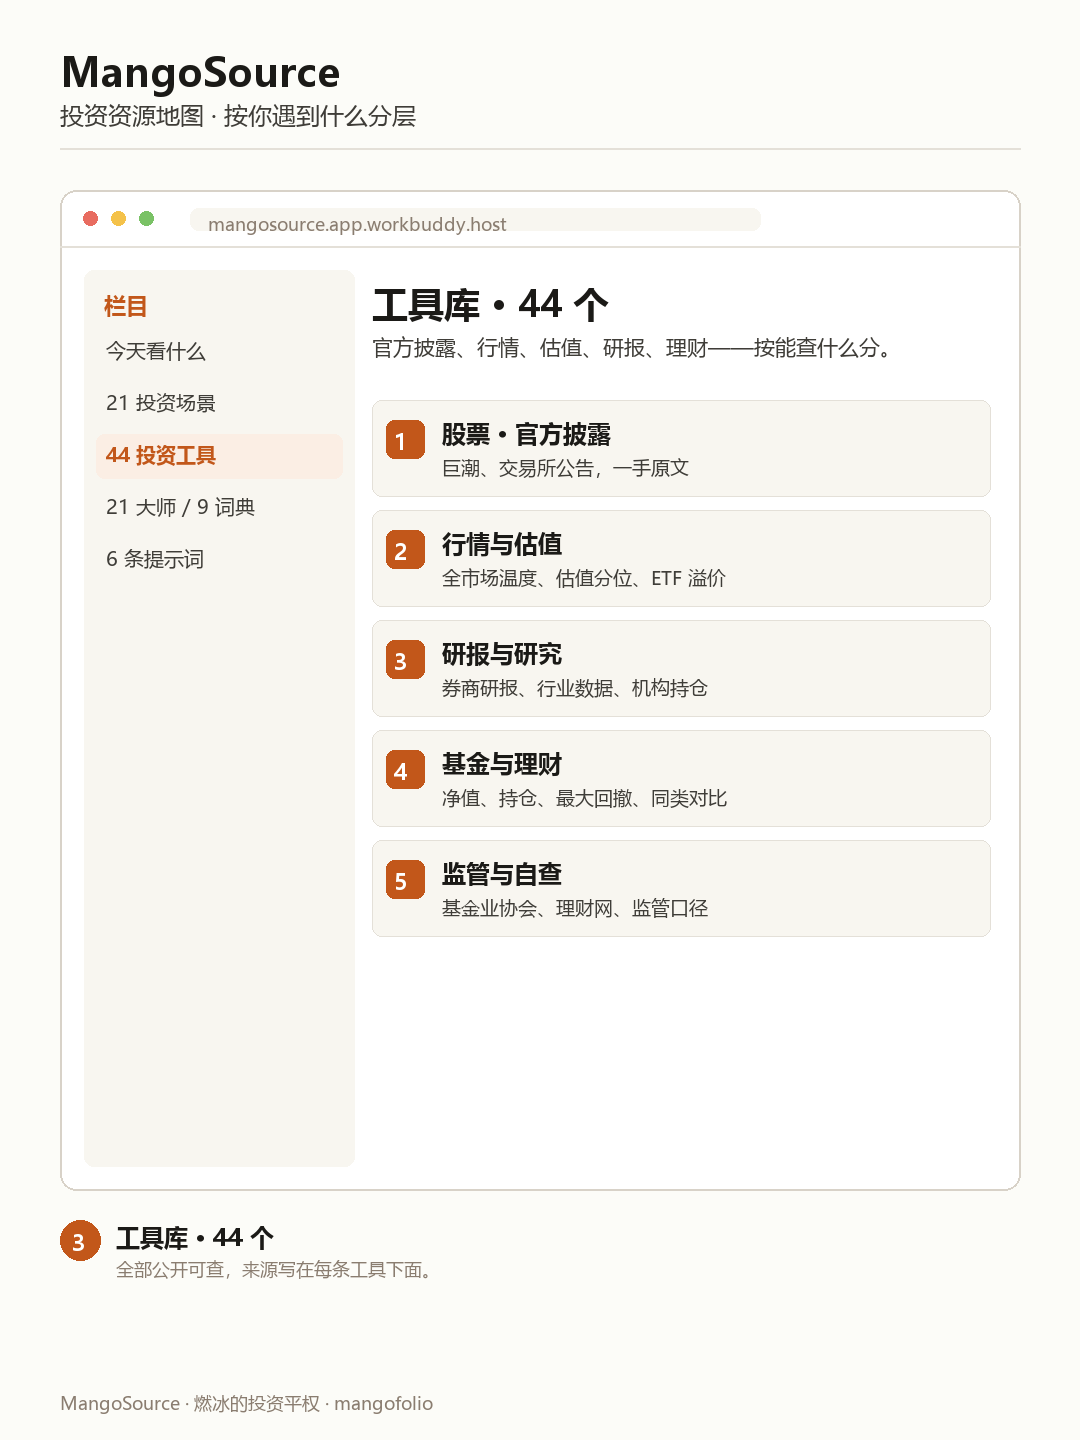 MangoSource
投资资源地图 · 按你遇到什么分层
mangosource.app.workbuddy.host
栏目
今天看什么
21 投资场景
44 投资工具
21 大师 / 9 词典
6 条提示词
工具库 · 44 个
官方披露、行情、估值、研报、理财——按能查什么分。
1
股票 · 官方披露
巨潮、交易所公告，一手原文
2
行情与估值
全市场温度、估值分位、ETF 溢价
3
研报与研究
券商研报、行业数据、机构持仓
4
基金与理财
净值、持仓、最大回撤、同类对比
5
监管与自查
基金业协会、理财网、监管口径
3
工具库 · 44 个
全部公开可查，来源写在每条工具下面。
MangoSource · 燃冰的投资平权 · mangofolio